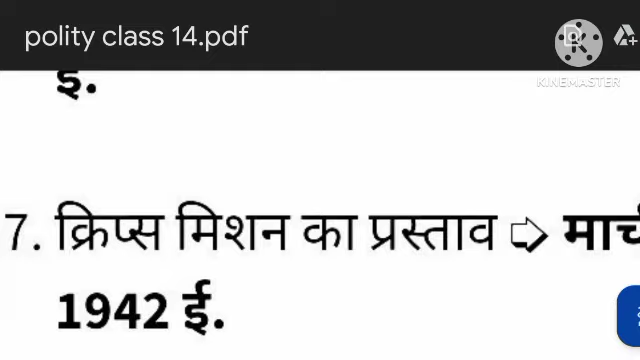 polity class 14.pdf
KINEMASTER
ई.
7. क्रिप्स मिशन का प्रस्ताव ➩ मार्च
1942 ई.